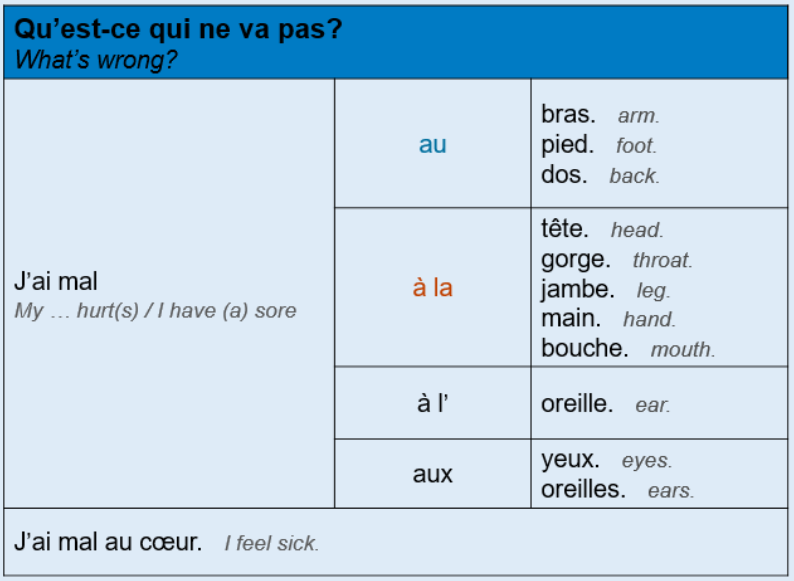 Qu’est-ce qui ne va pas?
What’s wrong?
J’ai mal
My … hurt(s) / I have (a) sore
au
bras. arm.
pied. foot.
dos. back.
à la
tête. head.
gorge. throat.
jambe. leg.
main. hand.
bouche. mouth.
à l’
oreille. ear.
aux
yeux. eyes.
oreilles. ears.
J’ai mal au cœur. I feel sick.